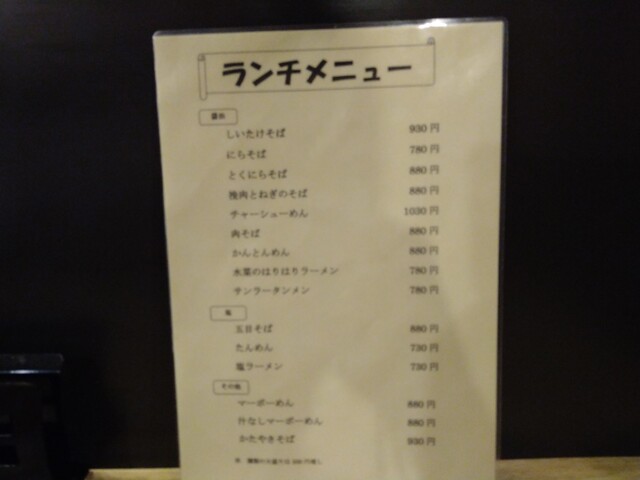 ランチメニュー
醤油
しいたけそば 930円
にらそば 780円
とくにらそば 880円
挽肉とねぎのそば 880円
チャーシューめん 1030円
肉そば 880円
かんとんめん 880円
水菜のはりはりラーメン 780円
サンラータンメン 780円
塩
五目そば 880円
たんめん 730円
塩ラーメン 730円
その他
マーボーめん 880円
汁なしマーボーめん 880円
かたやきそば 930円